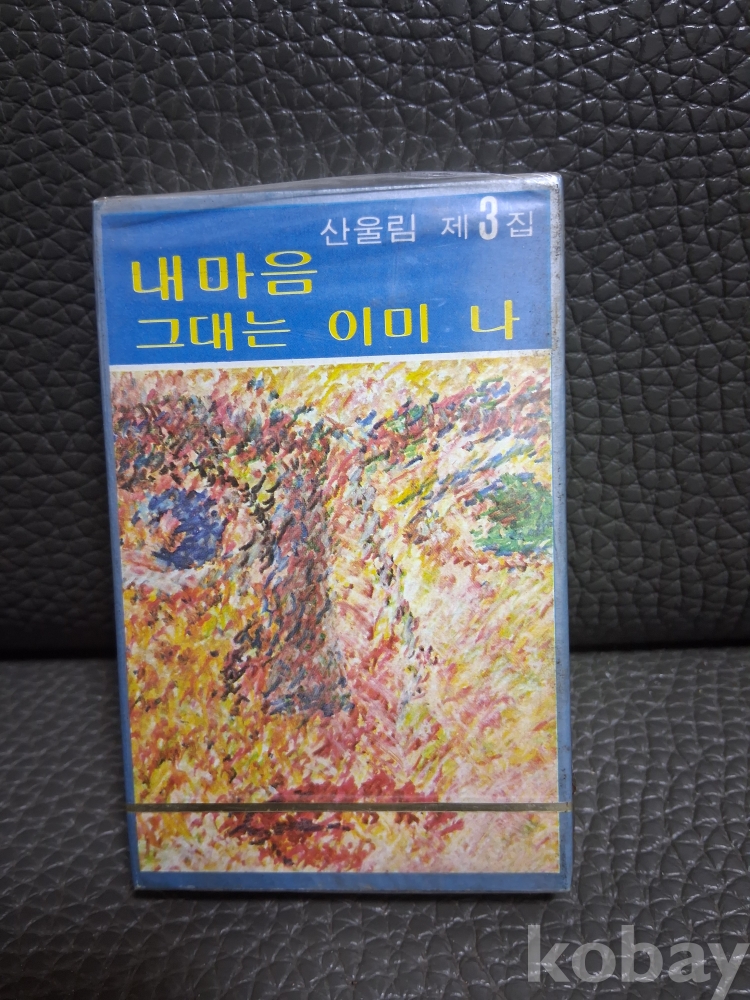 산울림 제3집
내마음
그대는 이미 나
kobay